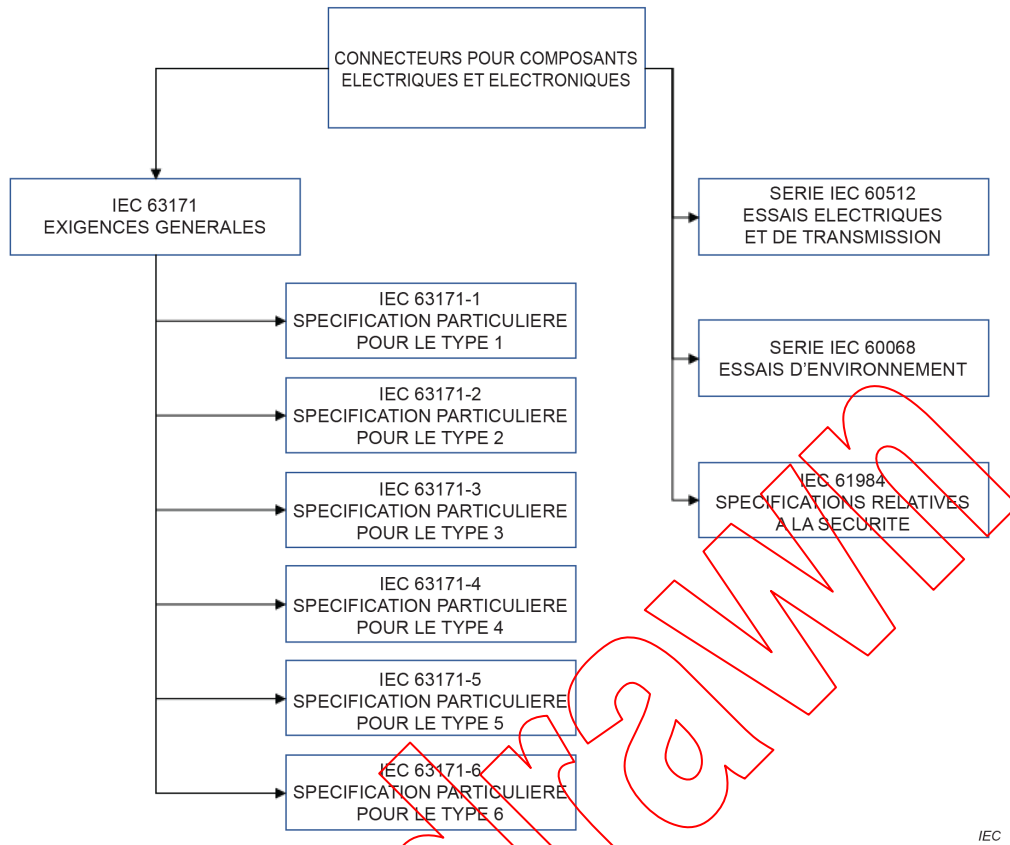 CONNECTEURS POUR COMPOSANTS
ELECTRIQUES ET ELECTRONIQUES
IEC 63171
EXIGENCES GENERALES
IEC 63171-1
SPECIFICATION PARTICULIERE
POUR LE TYPE 1
IEC 63171-2
SPECIFICATION PARTICULIERE
POUR LE TYPE 2
IEC 63171-3
SPECIFICATION PARTICULIERE
POUR LE TYPE 3
IEC 63171-4
SPECIFICATION PARTICULIERE
POUR LE TYPE 4
IEC 63171-5
SPECIFICATION PARTICULIERE
POUR LE TYPE 5
IEC 63171-6
SPECIFICATION PARTICULIERE
POUR LE TYPE 6
SERIE IEC 60512
ESSAIS ELECTRIQUES
ET DE TRANSMISSION
SERIE IEC 60068
ESSAIS D'ENVIRONNEMENT
IEC 61984
SPECIFICATIONS RELATIVES
A LA SECURITE
drawn
IEC